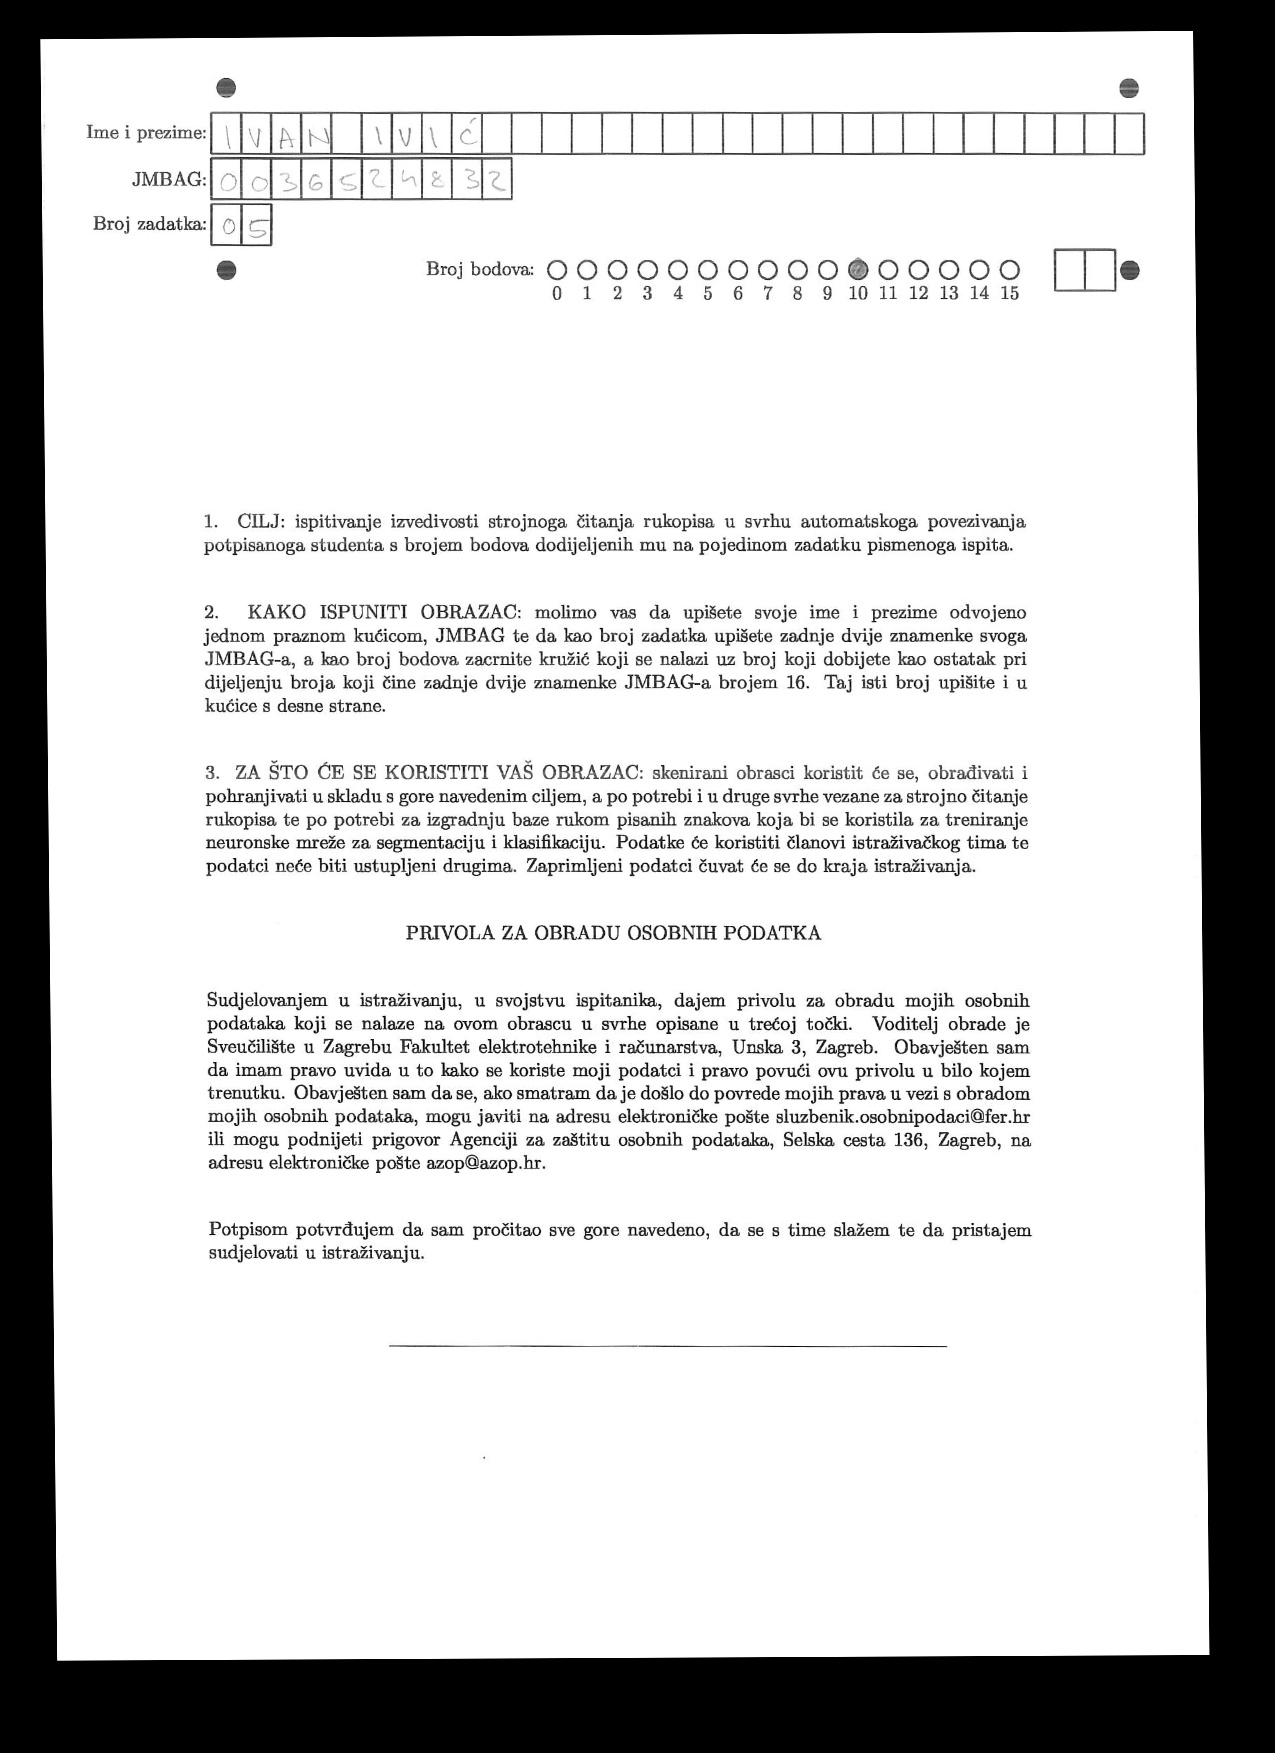 Ime i prezime: IVAN IVIĆ
JMBAG: 0036524832
Broj zadatka: 05
Broj bodova:
0 1 2 3 4 5 6 7 8 9 10 11 12 13 14 15
1. CILJ: ispitivanje izvedivosti strojnoga čitanja rukopisa u svrhu automatskoga povezivanja
potpisanoga studenta s brojem bodova dodijeljenih mu na pojedinom zadatku pismenoga ispita.
2. KAKO ISPUNITI OBRAZAC: molimo vas da upišete svoje ime i prezime odvojeno
jednom praznom kućicom, JMBAG te da kao broj zadatka upišete zadnje dvije znamenke svoga
JMBAG-a, a kao broj bodova zacrnite kružić koji se nalazi uz broj koji dobijete kao ostatak pri
dijeljenju broja koji čine zadnje dvije znamenke JMBAG-a brojem 16. Taj isti broj upišite i u
kućice s desne strane.
3. ZA ŠTO ĆE SE KORISTITI VAŠ OBRAZAC: skenirani obrasci koristit će se, obrađivati i
pohranjivati u skladu s gore navedenim ciljem, a po potrebi i u druge svrhe vezane za strojno čitanje
rukopisa te po potrebi za izgradnju baze rukom pisanih znakova koja bi se koristila za treniranje
neuronske mreže za segmentaciju i klasifikaciju. Podatke će koristiti članovi istraživačkog tima te
podatci neće biti ustupljeni drugima. Zaprimljeni podatci čuvat će se do kraja istraživanja.
PRIVOLA ZA OBRADU OSOBNIH PODATKA
Sudjelovanjem u istraživanju, u svojstvu ispitanika, dajem privolu za obradu mojih osobnih
podataka koji se nalaze na ovom obrascu u svrhe opisane u trećoj točki. Voditelj obrade je
Sveučilište u Zagrebu Fakultet elektrotehnike i računarstva, Unska 3, Zagreb. Obavješten sam
da imam pravo uvida u to kako se koriste moji podatci i pravo povući ovu privolu u bilo kojem
trenutku. Obavješten sam da se, ako smatram da je došlo do povrede mojih prava u vezi s obradom
mojih osobnih podataka, mogu javiti na adresu elektroničke pošte sluzbenik.osobnipodaci@fer.hr
ili mogu podnijeti prigovor Agenciji za zaštitu osobnih podataka, Selska cesta 136, Zagreb, na
adresu elektroničke pošte azop@azop.hr.
Potpisom potvrđujem da sam pročitao sve gore navedeno, da se s time slažem te da pristajem
sudjelovati u istraživanju.